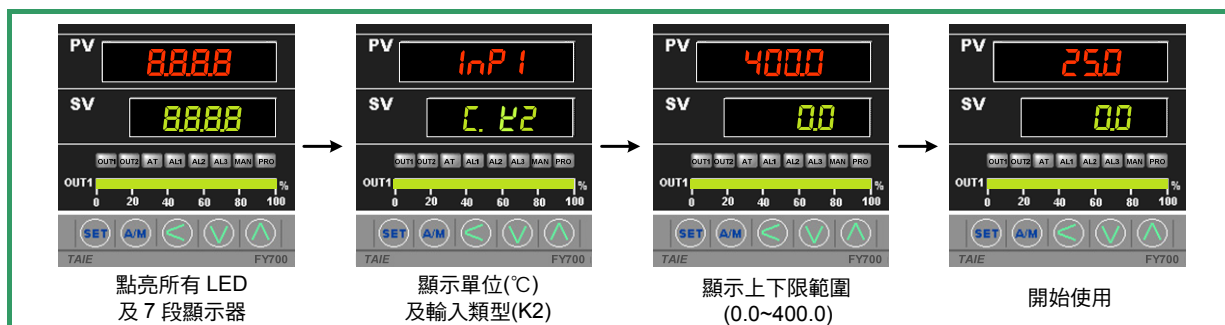 PV 8.8.8.8
SV 8.8.8.8
OUT1 OUT2 AT AL1 AL2 AL3 MAN PRO
OUT1 %
0 20 40 60 80 100
SET A/M
TAIE FY700
點亮所有 LED
及 7 段顯示器
PV InP1
SV C. K2
OUT1 OUT2 AT AL1 AL2 AL3 MAN PRO
OUT1 %
0 20 40 60 80 100
SET A/M
TAIE FY700
顯示單位(℃)
及輸入類型(K2)
PV 400.0
SV 0.0
OUT1 OUT2 AT AL1 AL2 AL3 MAN PRO
OUT1 %
0 20 40 60 80 100
SET A/M
TAIE FY700
顯示上下限範圍
(0.0~400.0)
PV 25.0
SV 0.0
OUT1 OUT2 AT AL1 AL2 AL3 MAN PRO
OUT1 %
0 20 40 60 80 100
SET A/M
TAIE FY700
開始使用